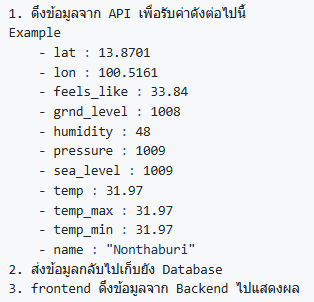 1. ดึงข้อมูลจาก API เพื่อรับค่าดังต่อไปนี้
Example
- lat : 13.8701
- lon : 100.5161
- feels_like : 33.84
- grnd_level : 1008
- humidity : 48
- pressure : 1009
- sea_level : 1009
- temp : 31.97
- temp_max : 31.97
- temp_min : 31.97
- name : "Nonthaburi"
2. ส่งข้อมูลกลับไปเก็บยัง Database
3. frontend ดึงข้อมูลจาก Backend ไปแสดงผล